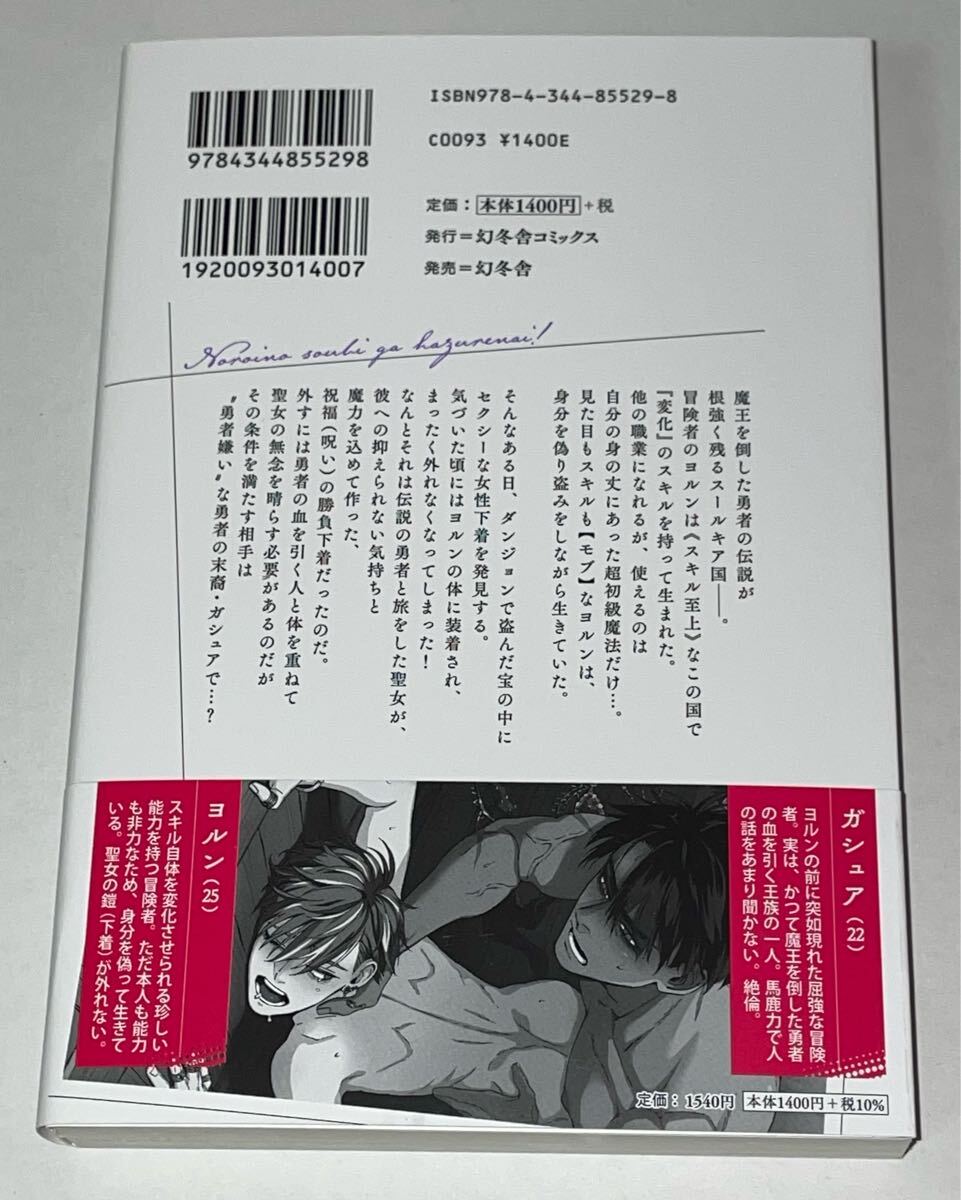 ISBN978-4-344-85529-8
C0093 ¥1400E
9784344855298
定価：本体1400円+税
発行＝幻冬舎コミックス
発売＝幻冬舎
1920093014007
Noroino soubi ga hazurenai!
魔王を倒した勇者の伝説が
根強く残るスールキア国――。
冒険者のヨルンは《スキル至上》なこの国で
『変化』のスキルを持って生まれた。
他の職業になれるが、使えるのは
自分の身の丈にあった超初級魔法だけ…。
見た目もスキルも【モブ】なヨルンは、
身分を偽り盗みをしながら生きていた。
そんなある日、ダンジョンで盗んだ宝の中に
セクシーな女性下着を発見する。
気づいた頃にはヨルンの体に装着され、
まったく外れなくなってしまった！
なんとそれは伝説の勇者と旅をした聖女が、
彼への抑えられない気持ちと
魔力を込めて作った、
祝福（呪い）の勝負下着だったのだ。
外すには勇者の血を引く人と体を重ねて
聖女の無念を晴らす必要があるのだが
その条件を満たす相手は
〝勇者嫌い〟な勇者の末裔・ガシュアで…？
ガシュア（22）
ヨルンの前に突如現れた屈強な冒険
者。実は、かつて魔王を倒した勇者
の血を引く王族の一人。馬鹿力で人
の話をあまり聞かない。絶倫。
ヨルン（25）
スキル自体を変化させられる珍しい
能力を持つ冒険者。ただ本人も能力
も非力なため、身分を偽って生きて
いる。聖女の鎧（下着）が外れない。
定価：1540円 本体1400円+税10%